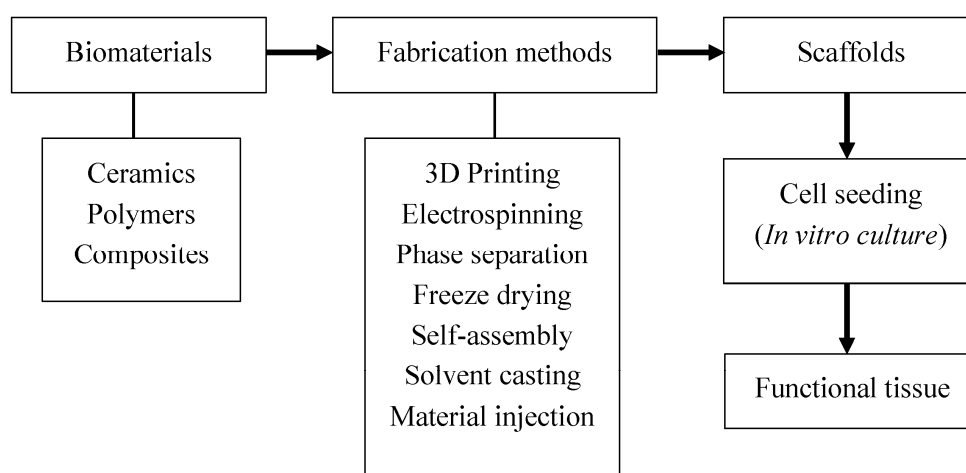 Biomaterials
Fabrication methods
Scaffolds
Ceramics
Polymers
Composites
3D Printing
Electrospinning
Phase separation
Freeze drying
Self-assembly
Solvent casting
Material injection
Cell seeding
(In vitro culture)
Functional tissue